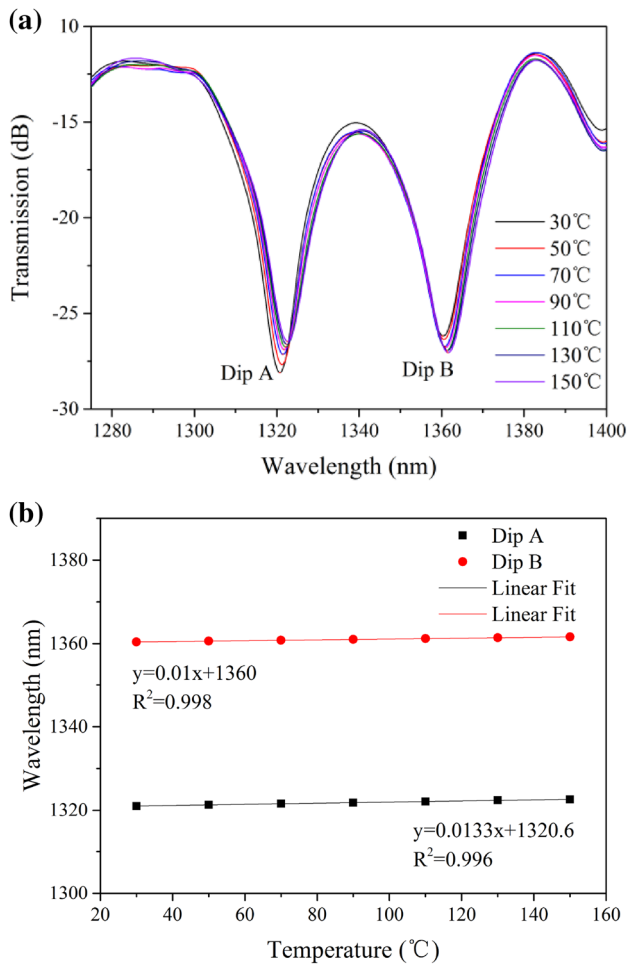 (a)
10
-15
-20
-25
-30
Transmission (dB)
30℃
50℃
70℃
90℃
110℃
130℃
150℃
Dip A
Dip B
1280
1300
1320
1340
1360
1380
1400
Wavelength (nm)
(b)
1380
1360
1340
1320
1300
Wavelength (nm)
Dip A
Dip B
Linear Fit
Linear Fit
y=0.01x+1360
R²=0.998
y=0.0133x+1320.6
R²=0.996
20
40
60
80
100
120
140
160
Temperature (℃)